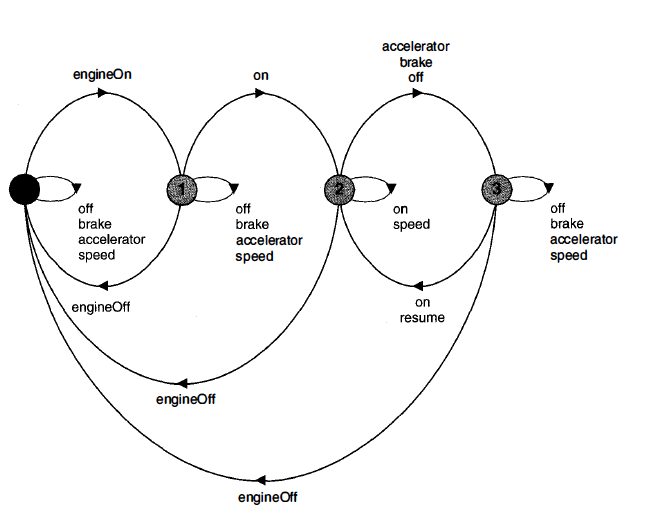 accelerator
brake
off
engineOn
on
1
2
3
off
brake
accelerator
speed
off
brake
accelerator
speed
on
speed
off
brake
accelerator
speed
engineOff
on
resume
engineOff
engineOff